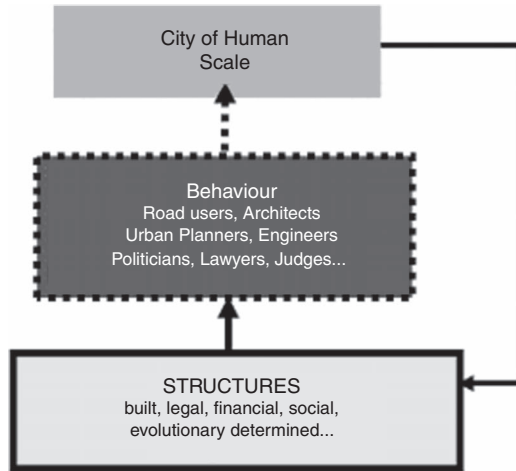 City of Human
Scale
Behaviour
Road users, Architects
Urban Planners, Engineers
Politicians, Lawyers, Judges...
STRUCTURES
built, legal, financial, social,
evolutionary determined...